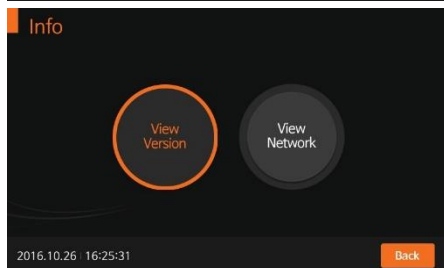 Info
View
Version
View
Network
2016.10.26 16:25:31
Back